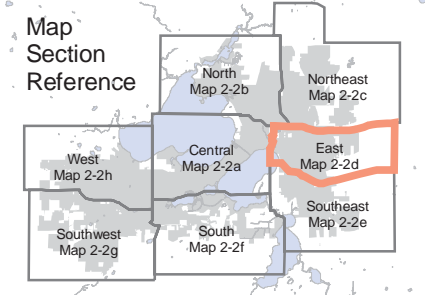 Map
Section
Reference
North
Map 2-2b
Northeast
Map 2-2c
West
Map 2-2h
Central
Map 2-2a
East
Map 2-2d
Southwest
Map 2-2g
South
Map 2-2f
Southeast
Map 2-2e